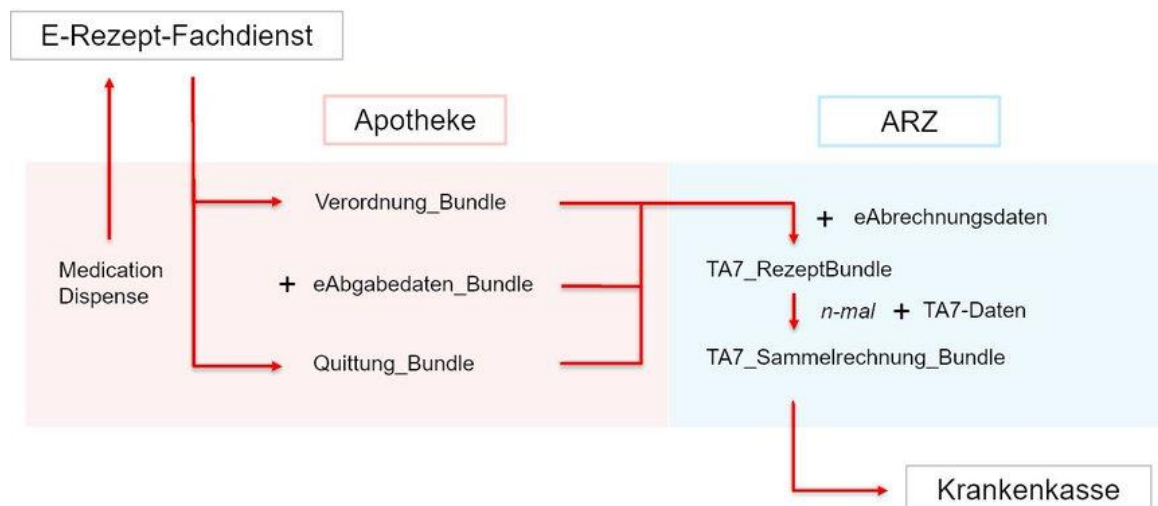 E-Rezept-Fachdienst
Apotheke
ARZ
Verordnung_Bundle
+ eAbrechnungsdaten
Medication
Dispense
+ eAbgabedaten_Bundle
TA7_RezeptBundle
n-mal + TA7-Daten
Quittung_Bundle
TA7_Sammelrechnung_Bundle
Krankenkasse